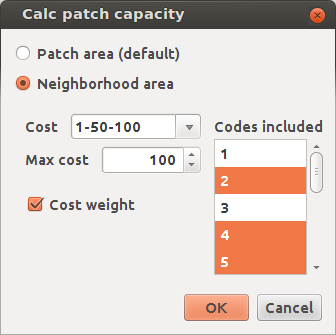 Calc patch capacity
Patch area (default)
Neighborhood area
Cost 1-50-100
Max cost 100
Cost weight
Codes included
1
2
3
4
5
OK Cancel